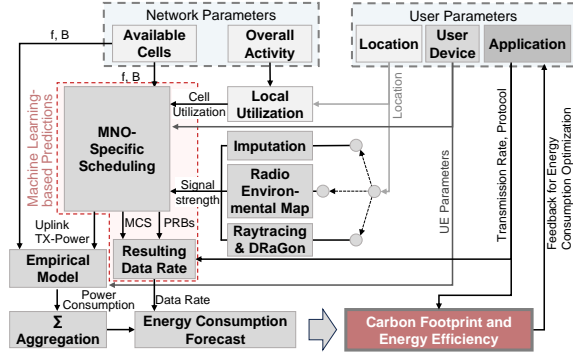 Network Parameters
User Parameters
Available
Cells
Overall
Activity
Location
User
Device
Application
f, B
f, B
Cell
Utilization
Local
Utilization
Location
Machine Learning-
based Predictions
MNO-
Specific
Scheduling
Imputation
Signal
strength
Radio
Environ-
mental Map
Raytracing
& DRaGon
UE Parameters
Transmission Rate, Protocol
Feedback for Energy
Consumption Optimization
Uplink
TX-Power
MCS
PRBs
Empirical
Model
Resulting
Data Rate
Power
Consumption
Data Rate
Σ
Aggregation
Energy Consumption
Forecast
Carbon Footprint and
Energy Efficiency